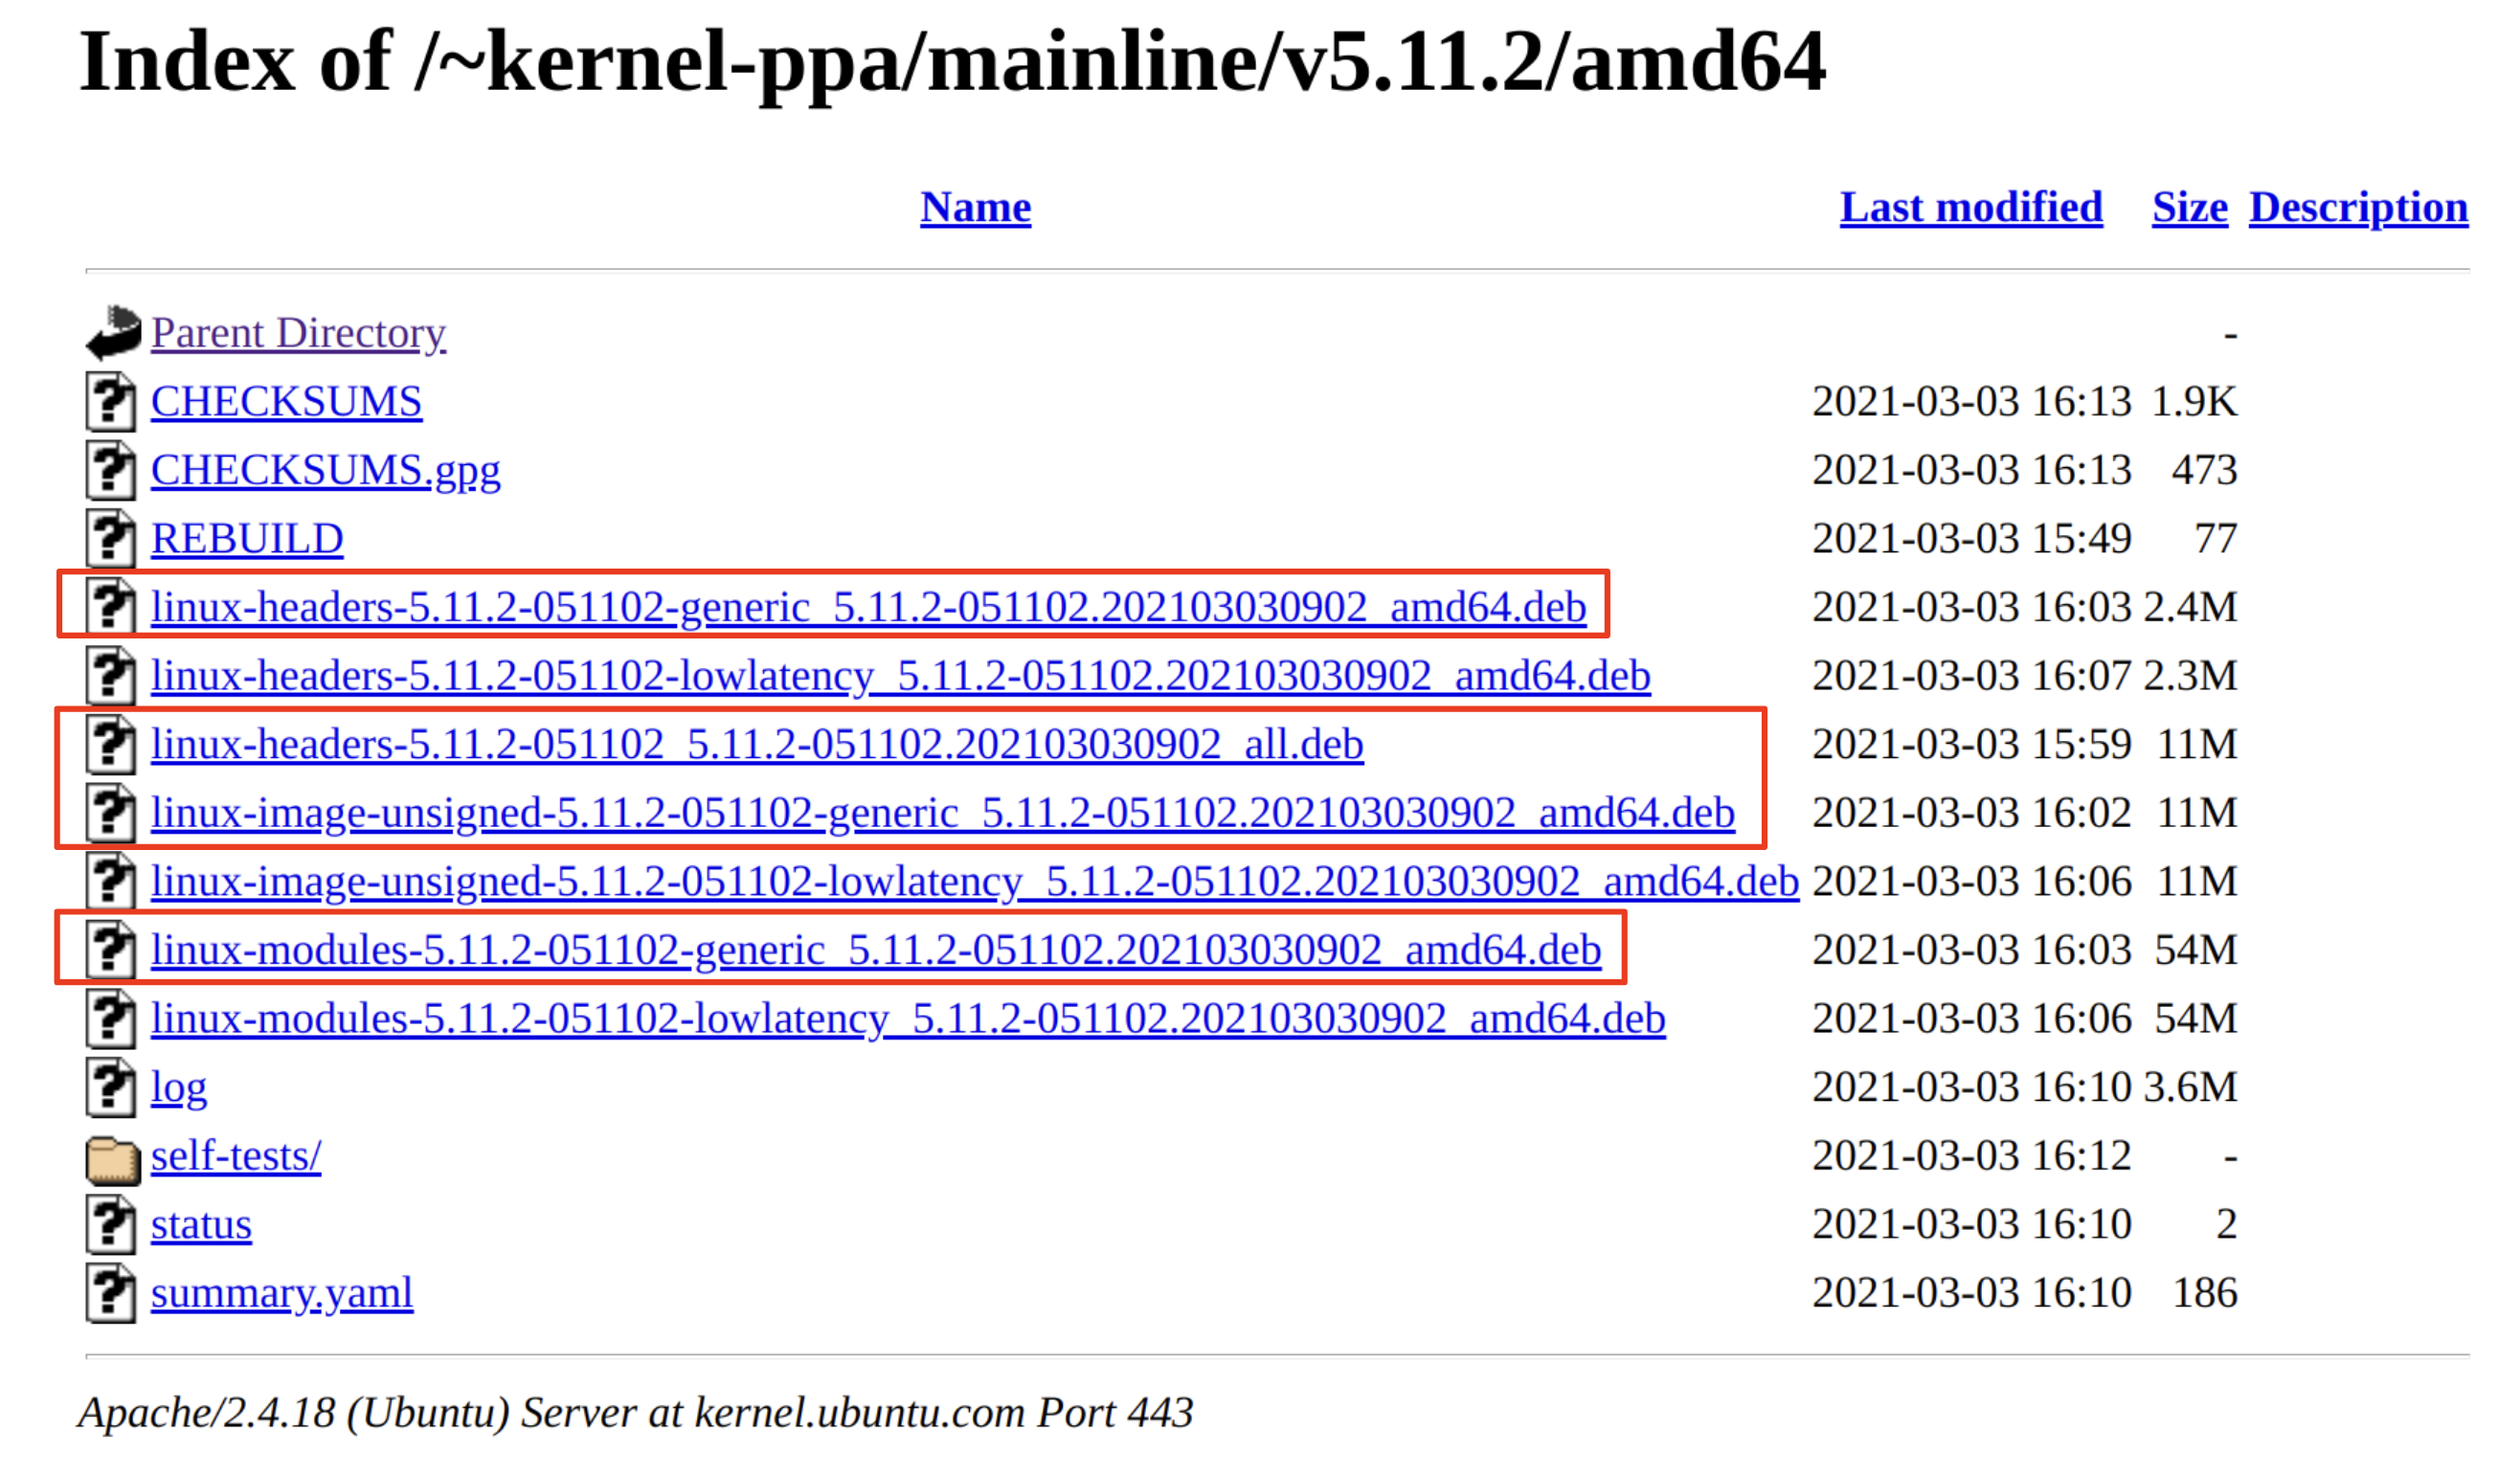 Index of /~kernel-ppa/mainline/v5.11.2/amd64
Name Last modified Size Description
Parent Directory -
CHECKSUMS 2021-03-03 16:13 1.9K
CHECKSUMS.gpg 2021-03-03 16:13 473
REBUILD 2021-03-03 15:49 77
linux-headers-5.11.2-051102-generic_5.11.2-051102.202103030902_amd64.deb 2021-03-03 16:03 2.4M
linux-headers-5.11.2-051102-lowlatency_5.11.2-051102.202103030902_amd64.deb 2021-03-03 16:07 2.3M
linux-headers-5.11.2-051102_5.11.2-051102.202103030902_all.deb 2021-03-03 15:59 11M
linux-image-unsigned-5.11.2-051102-generic_5.11.2-051102.202103030902_amd64.deb 2021-03-03 16:02 11M
linux-image-unsigned-5.11.2-051102-lowlatency_5.11.2-051102.202103030902_amd64.deb 2021-03-03 16:06 11M
linux-modules-5.11.2-051102-generic_5.11.2-051102.202103030902_amd64.deb 2021-03-03 16:03 54M
linux-modules-5.11.2-051102-lowlatency_5.11.2-051102.202103030902_amd64.deb 2021-03-03 16:06 54M
log 2021-03-03 16:10 3.6M
self-tests/ 2021-03-03 16:12 -
status 2021-03-03 16:10 2
summary.yaml 2021-03-03 16:10 186
Apache/2.4.18 (Ubuntu) Server at kernel.ubuntu.com Port 443